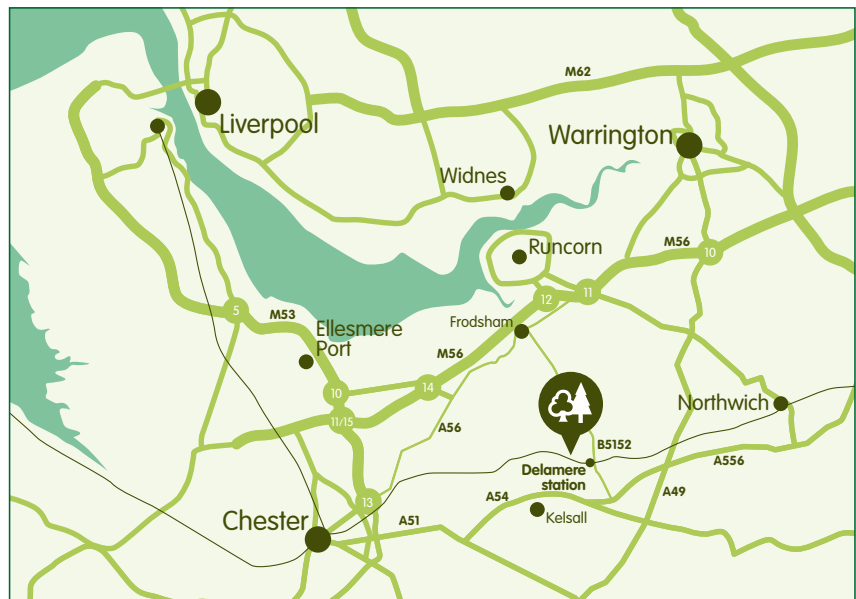 M62
Liverpool
Warrington
Widnes
Runcorn
M56
10
12
11
5
M53
Frodsham
Ellesmere
Port
M56
14
10
11/15
Northwich
A56
B5152
Delamere
station
A556
A49
A54
13
Kelsall
Chester
A51